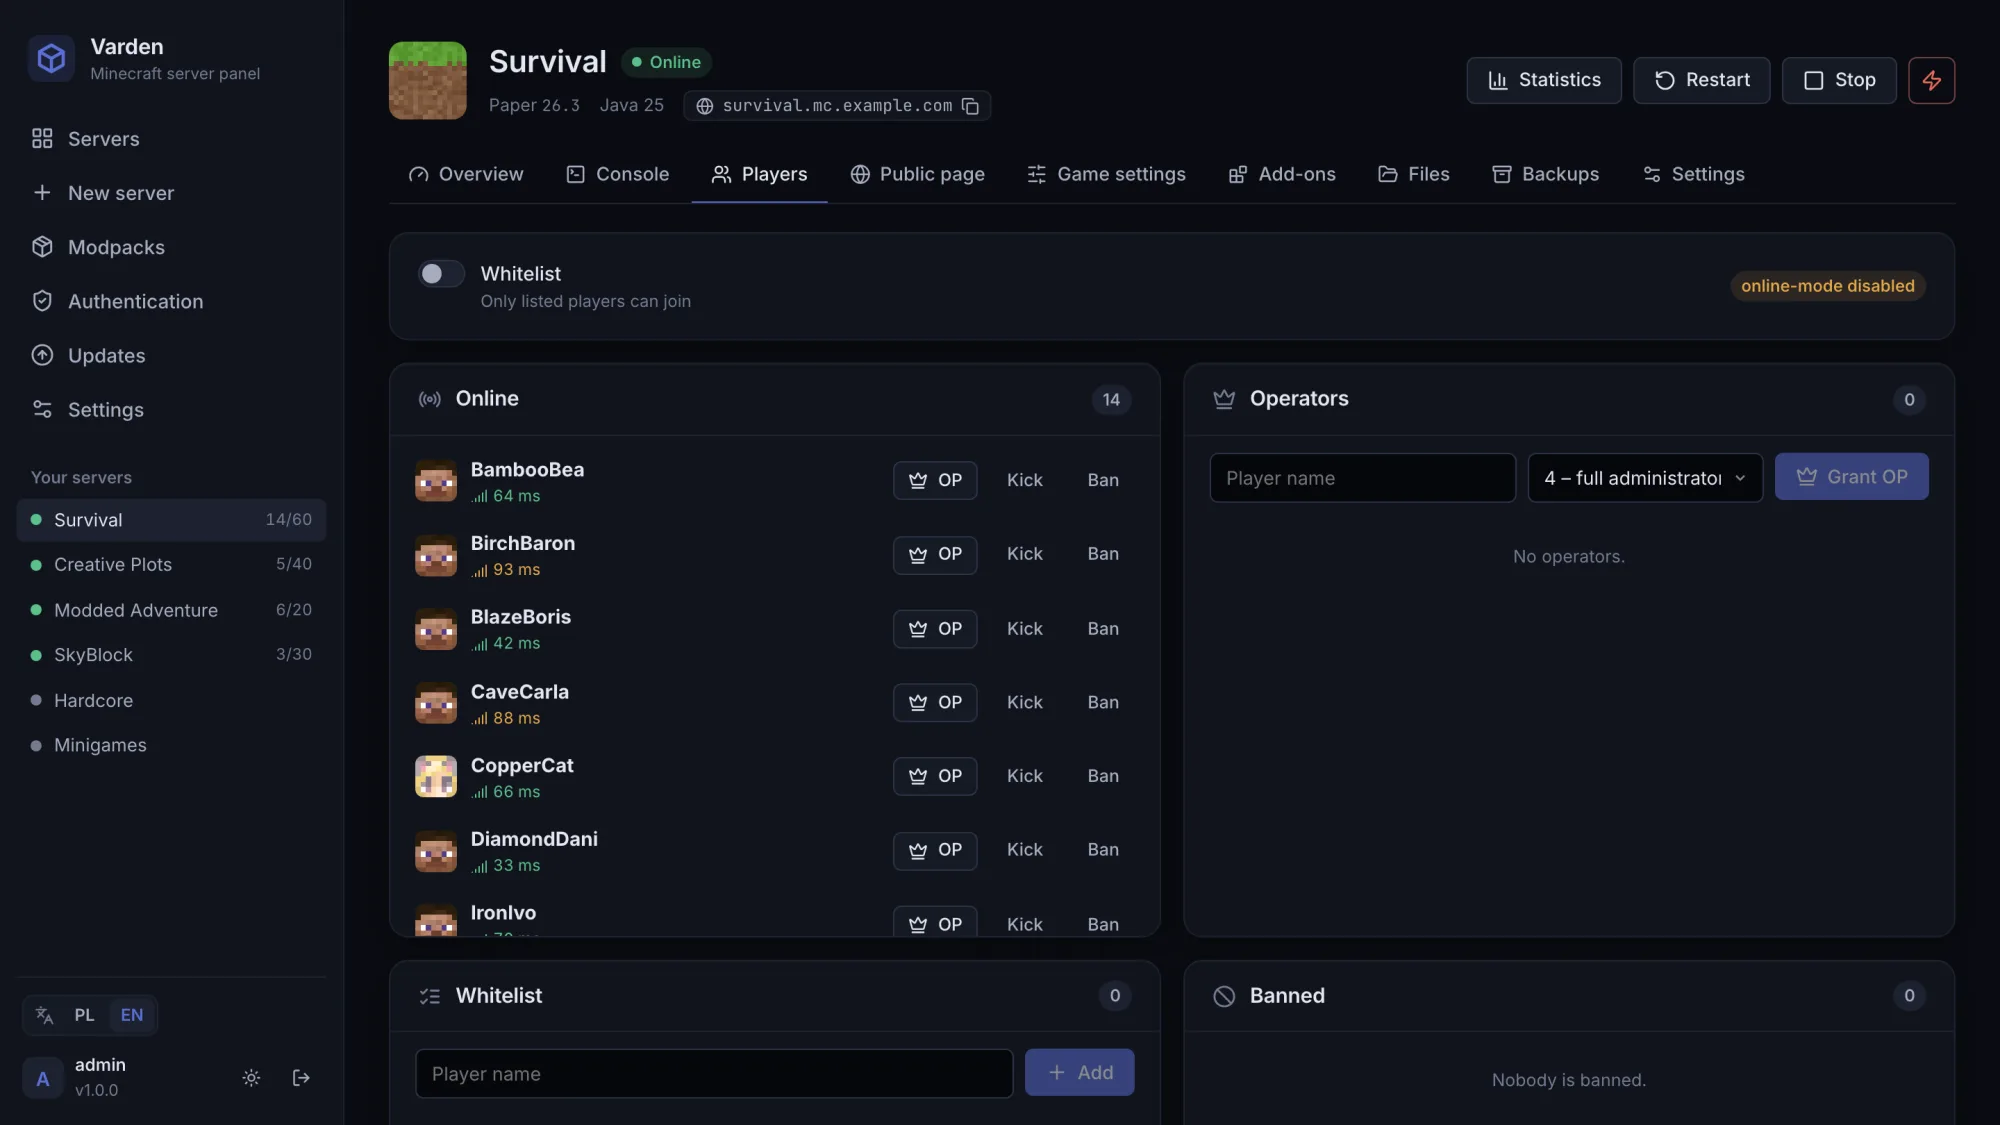 Varden
Minecraft server panel
Servers
New server
Modpacks
Authentication
Updates
Settings
Your servers
Survival 14/60
Creative Plots 5/40
Modded Adventure 6/20
SkyBlock 3/30
Hardcore
Minigames
PL EN
A admin
v1.0.0
Survival Online
Paper 26.3 Java 25 survival.mc.example.com
Statistics Restart Stop
Overview Console Players Public page Game settings Add-ons Files Backups Settings
Whitelist
Only listed players can join
online-mode disabled
Online 14
BambooBea
64 ms
OP Kick Ban
BirchBaron
93 ms
OP Kick Ban
BlazeBoris
42 ms
OP Kick Ban
CaveCarla
88 ms
OP Kick Ban
CopperCat
66 ms
OP Kick Ban
DiamondDani
33 ms
OP Kick Ban
IronIvo
OP Kick Ban
Operators 0
Player name 4 – full administrator Grant OP
No operators.
Whitelist 0
Player name Add
Banned 0
Nobody is banned.